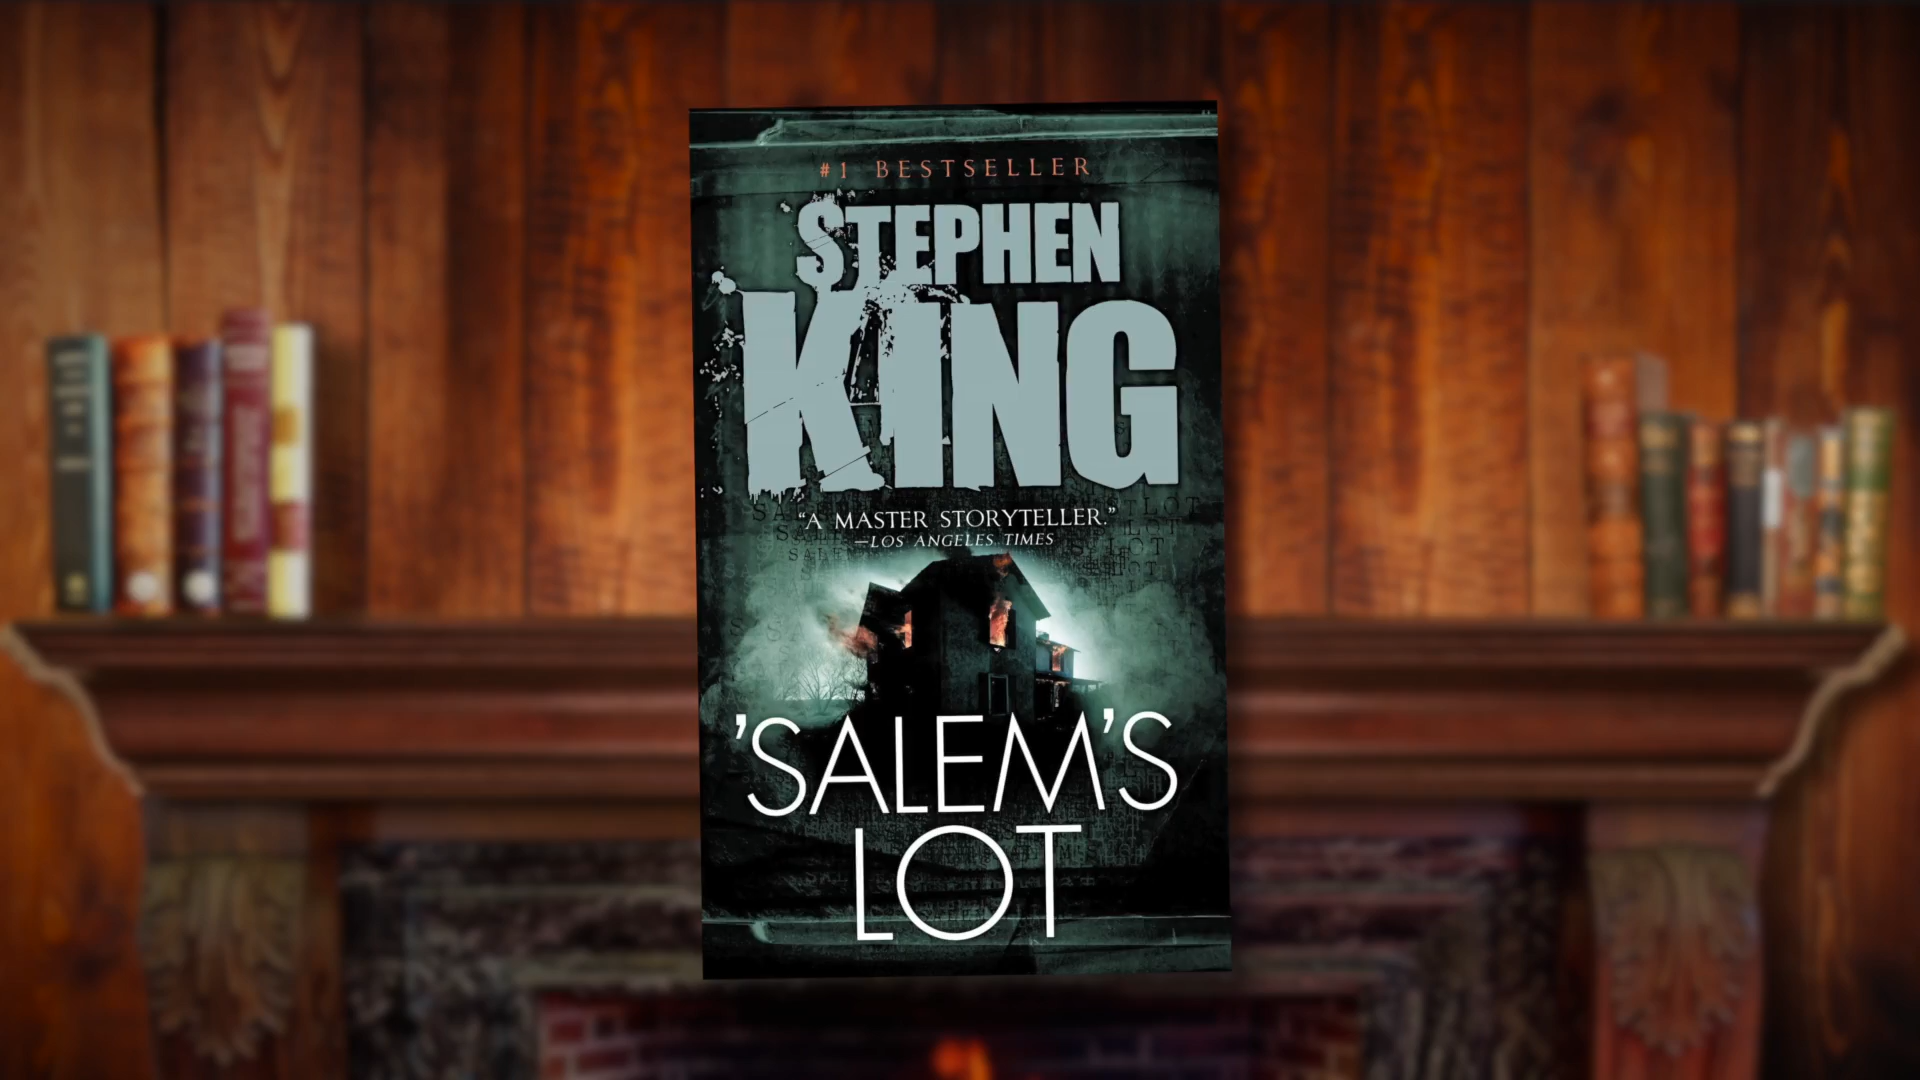 #1 BESTSELLER
STEPHEN
KING
“A MASTER STORYTELLER.”
—LOS ANGELES TIMES
’SALEM’S
LOT